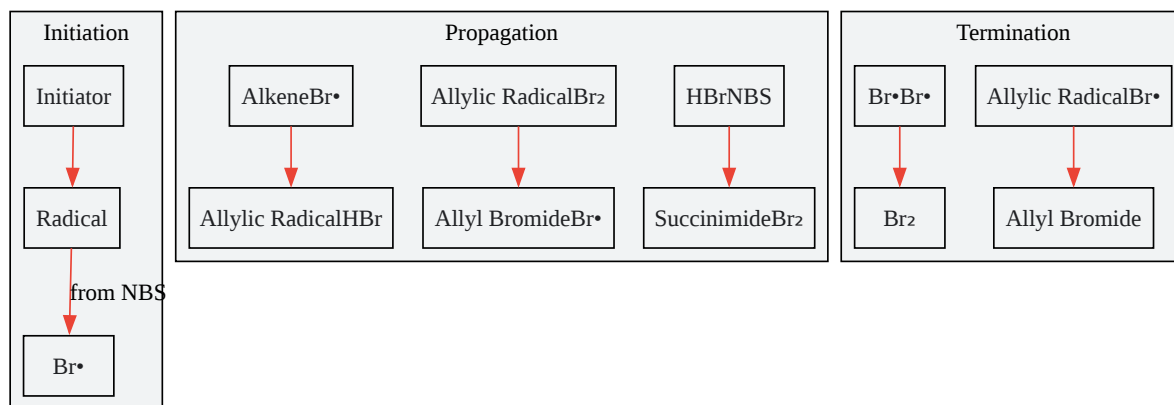 Initiation
Propagation
Termination
Initiator
AlkeneBr•
Allylic RadicalBr₂
HBrNBS
Br•Br•
Allylic RadicalBr•
Radical
Allylic RadicalHBr
Allyl BromideBr•
SuccinimideBr₂
Br₂
Allyl Bromide
from NBS
Br•